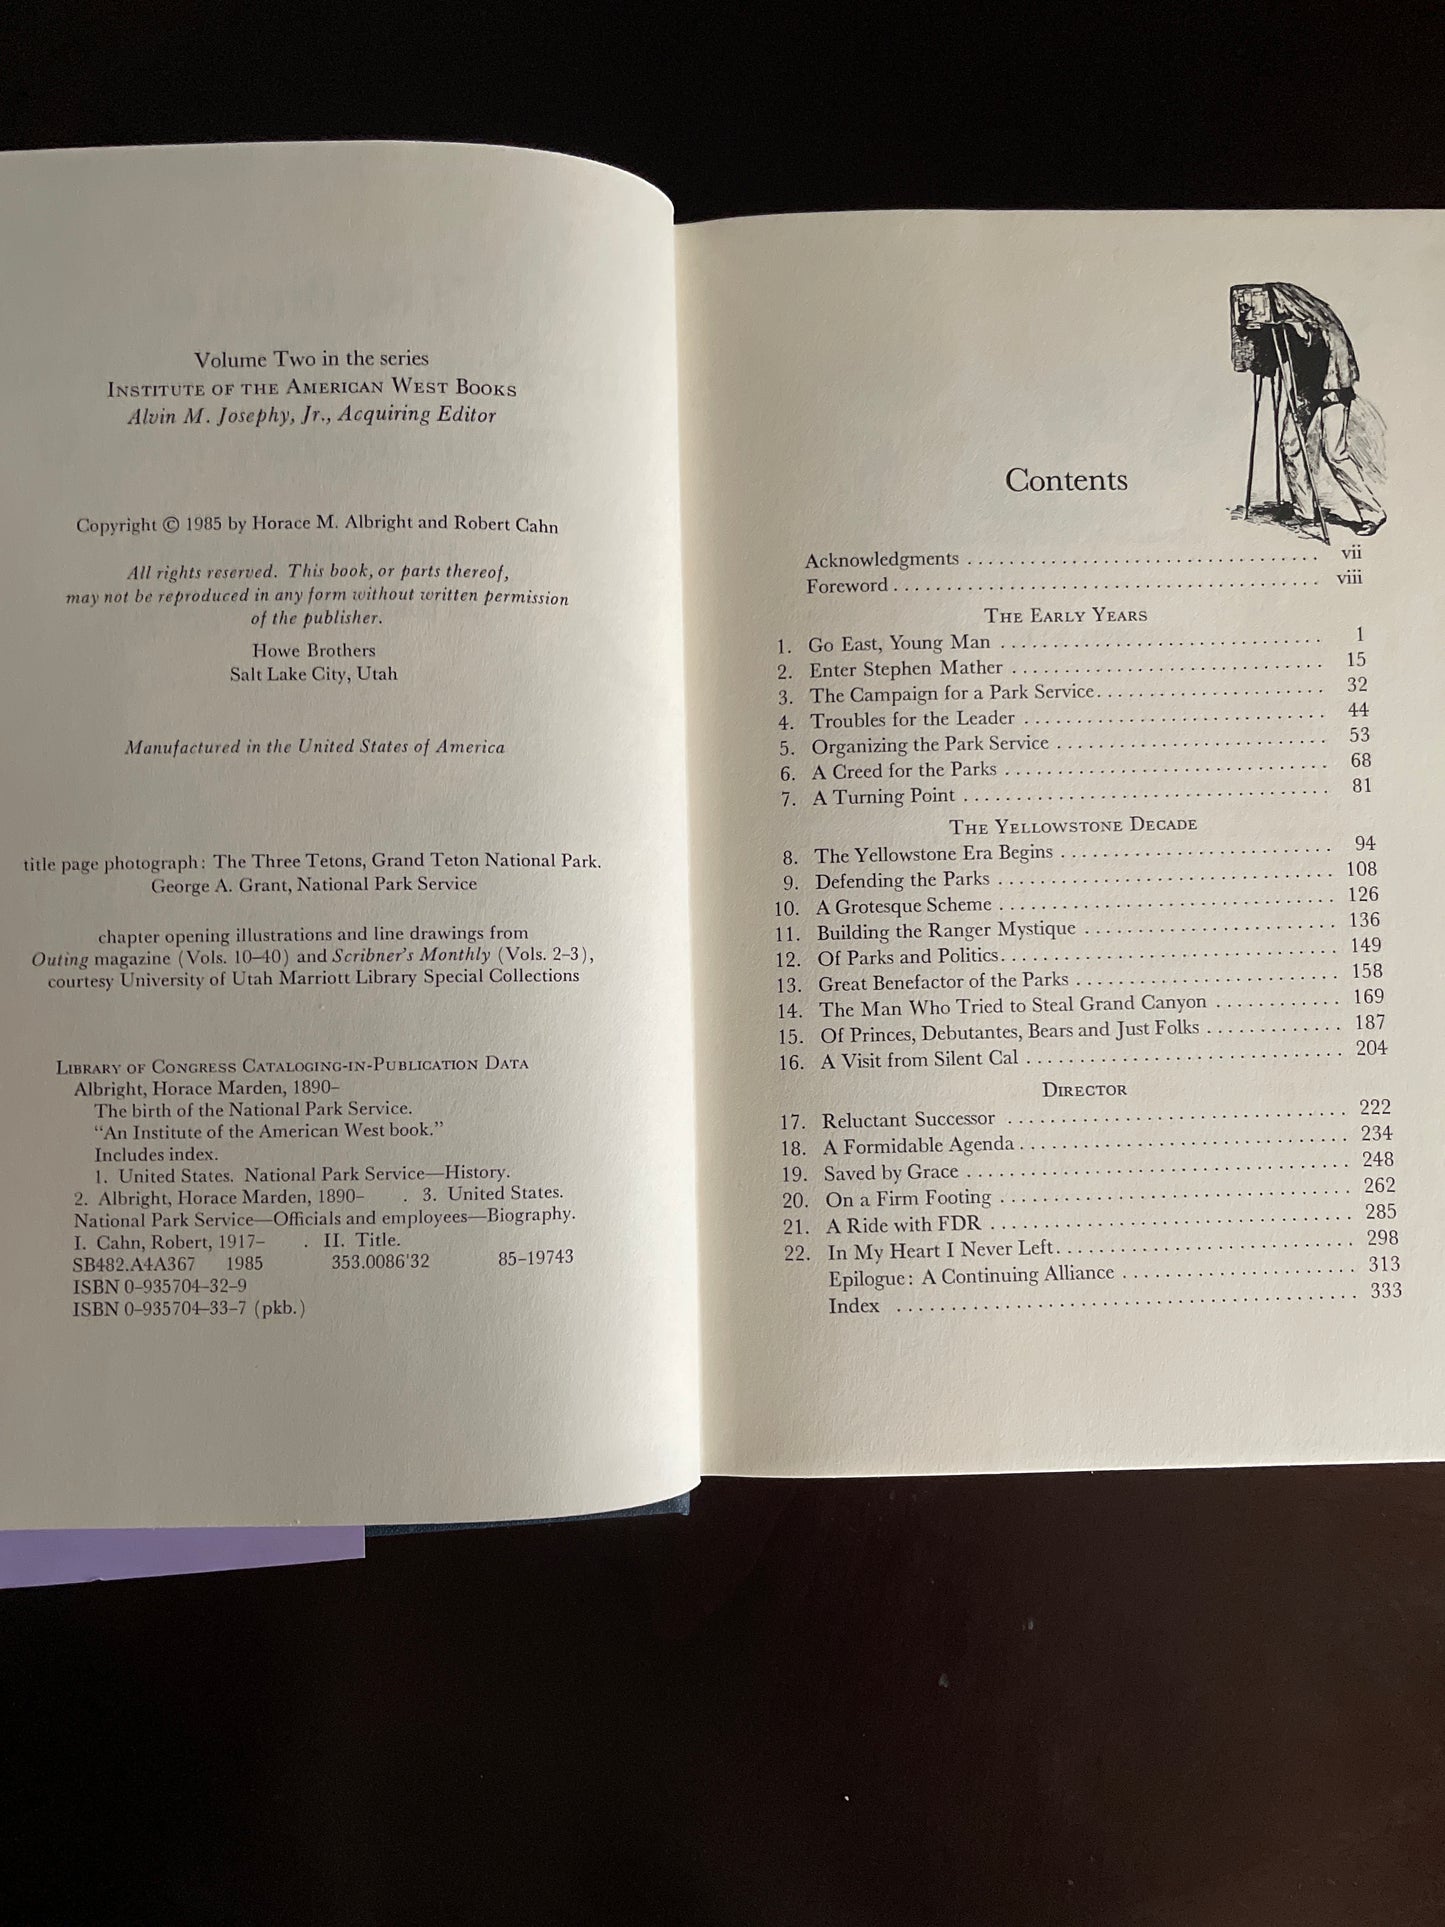 Volume Two in the series
INSTITUTE OF THE AMERICAN WEST BOOKS
Alvin M. Josephy, Jr., Acquiring Editor
Copyright © 1985 by Horace M. Albright and Robert Cahn
All rights reserved. This book, or parts thereof,
may not be reproduced in any form without written permission
of the publisher.
Howe Brothers
Salt Lake City, Utah
Manufactured in the United States of America
title page photograph: The Three Tetons, Grand Teton National Park.
George A. Grant, National Park Service
chapter opening illustrations and line drawings from
Outing magazine (Vols. 10–40) and Scribner's Monthly (Vols. 2–3),
courtesy University of Utah Marriott Library Special Collections
LIBRARY OF CONGRESS CATALOGING-IN-PUBLICATION DATA
Albright, Horace Marden, 1890–
The birth of the National Park Service.
“An Institute of the American West book.”
Includes index.
1. United States. National Park Service—History.
2. Albright, Horace Marden, 1890– . 3. United States.
National Park Service—Officials and employees—Biography.
I. Cahn, Robert, 1917– . II. Title.
SB482.A4A367 1985 353.0086'32 85-19743
ISBN 0-935704-32-9
ISBN 0-935704-33-7 (pkb.)
Contents
Acknowledgments . . . . . . . . . . vii
Foreword . . . . . . . . . . viii
THE EARLY YEARS
1. Go East, Young Man . . . . . . . . . . 1
2. Enter Stephen Mather . . . . . . . . . . 15
3. The Campaign for a Park Service . . . . . . . . . . 32
4. Troubles for the Leader . . . . . . . . . . 44
5. Organizing the Park Service . . . . . . . . . . 53
6. A Creed for the Parks . . . . . . . . . . 68
7. A Turning Point . . . . . . . . . . 81
THE YELLOWSTONE DECADE
8. The Yellowstone Era Begins . . . . . . . . . . 94
9. Defending the Parks . . . . . . . . . . 108
10. A Grotesque Scheme . . . . . . . . . . 126
11. Building the Ranger Mystique . . . . . . . . . . 136
12. Of Parks and Politics . . . . . . . . . . 149
13. Great Benefactor of the Parks . . . . . . . . . . 158
14. The Man Who Tried to Steal Grand Canyon . . . . . . . . . . 169
15. Of Princes, Debutantes, Bears and Just Folks . . . . . . . . . . 187
16. A Visit from Silent Cal . . . . . . . . . . 204
DIRECTOR
17. Reluctant Successor . . . . . . . . . . 222
18. A Formidable Agenda . . . . . . . . . . 234
19. Saved by Grace . . . . . . . . . . 248
20. On a Firm Footing . . . . . . . . . . 262
21. A Ride with FDR . . . . . . . . . . 285
22. In My Heart I Never Left . . . . . . . . . . 298
Epilogue: A Continuing Alliance . . . . . . . . . . 313
Index . . . . . . . . . . 333